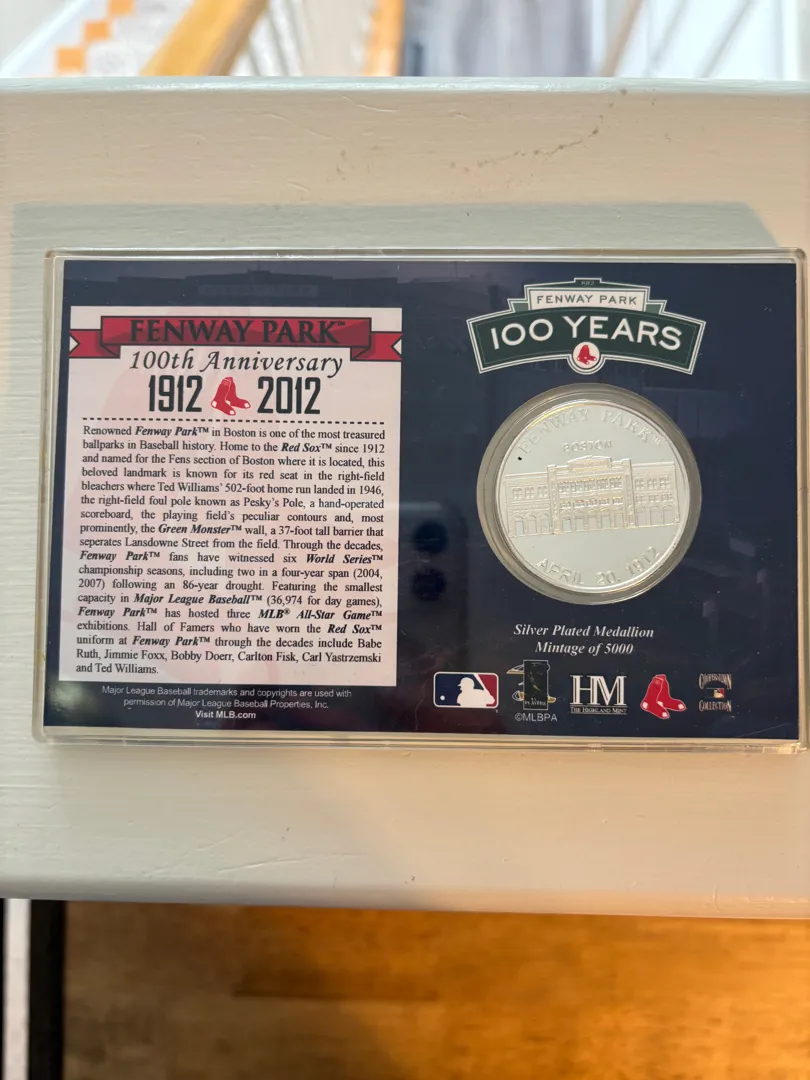 FENWAY PARK™
100th Anniversary
1912 2012
Renowned Fenway Park™ in Boston is one of the most treasured
ballparks in Baseball history. Home to the Red Sox™ since 1912
and named for the Fens section of Boston where it is located, this
beloved landmark is known for its red seat in the right-field
bleachers where Ted Williams' 502-foot home run landed in 1946,
the right-field foul pole known as Pesky's Pole, a hand-operated
scoreboard, the playing field's peculiar contours and, most
prominently, the Green Monster™ wall, a 37-foot tall barrier that
seperates Lansdowne Street from the field. Through the decades,
Fenway Park™ fans have witnessed six World Series™
championship seasons, including two in a four-year span (2004,
2007) following an 86-year drought. Featuring the smallest
capacity in Major League Baseball™ (36,974 for day games),
Fenway Park™ has hosted three MLB® All-Star Game™
exhibitions. Hall of Famers who have worn the Red Sox™
uniform at Fenway Park™ through the decades include Babe
Ruth, Jimmie Foxx, Bobby Doerr, Carlton Fisk, Carl Yastrzemski
and Ted Williams.
Major League Baseball trademarks and copyrights are used with
permission of Major League Baseball Properties, Inc.
Visit MLB.com
1912
FENWAY PARK
100 YEARS
FENWAY PARK™
BOSTON
APRIL 20, 1912
Silver Plated Medallion
Mintage of 5000
PLAYERS
©MLBPA
HM
THE HIGHLAND MINT
COOPERSTOWN
COLLECTION